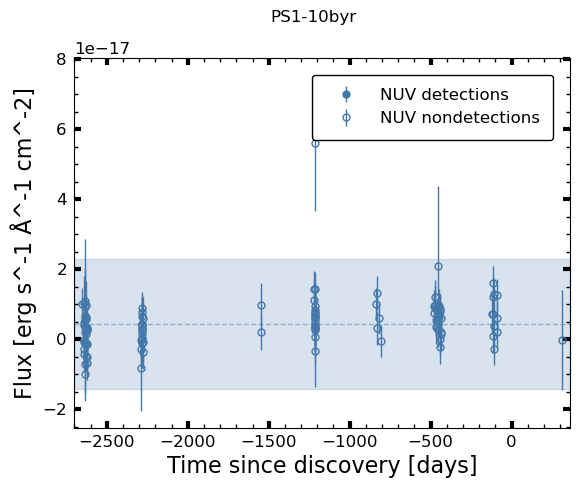 PS1-10byr
1e−17
8
6
4
2
0
−2
Flux [erg s^-1 Å^-1 cm^-2]
NUV detections
NUV nondetections
−2500 −2000 −1500 −1000 −500 0
Time since discovery [days]